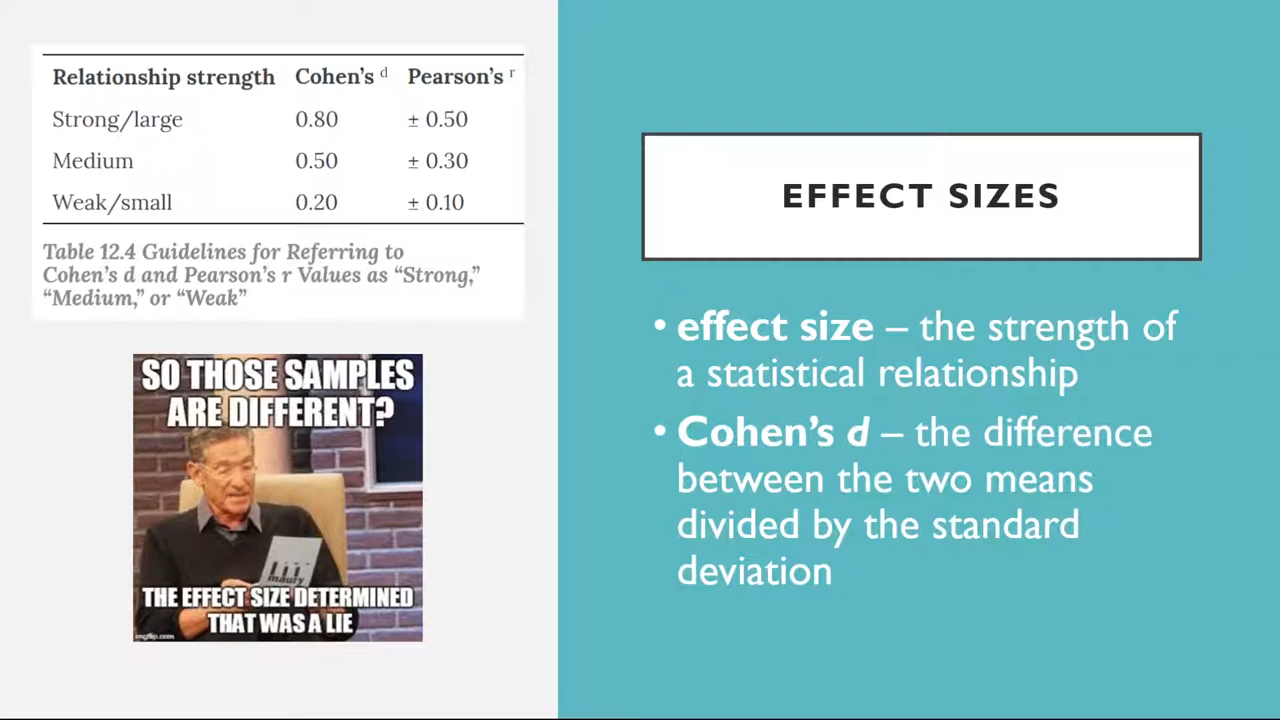 Relationship strength Cohen's d Pearson's r
Strong/large 0.80 ± 0.50
Medium 0.50 ± 0.30
Weak/small 0.20 ± 0.10
Table 12.4 Guidelines for Referring to
Cohen's d and Pearson's r Values as “Strong,”
“Medium,” or “Weak”
SO THOSE SAMPLES
ARE DIFFERENT?
maury
THE EFFECT SIZE DETERMINED
THAT WAS A LIE
imgflip.com
EFFECT SIZES
• effect size – the strength of
a statistical relationship
• Cohen's d – the difference
between the two means
divided by the standard
deviation